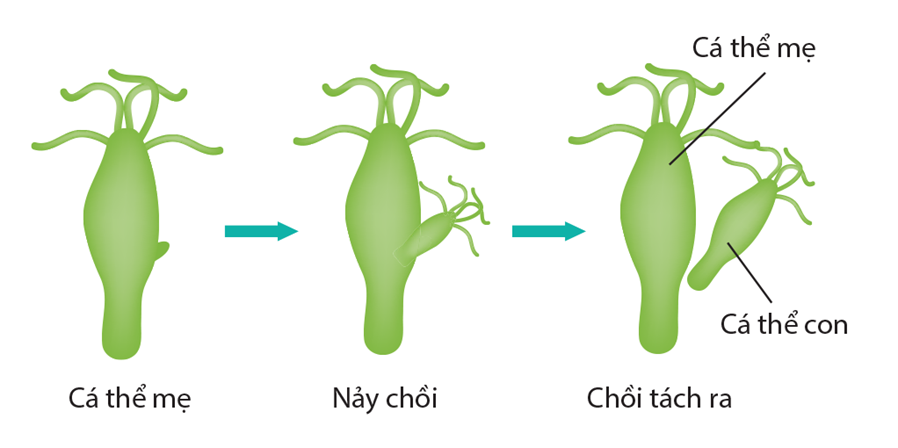 Cá thể mẹ
Cá thể con
Cá thể mẹ
Nảy chồi
Chồi tách ra